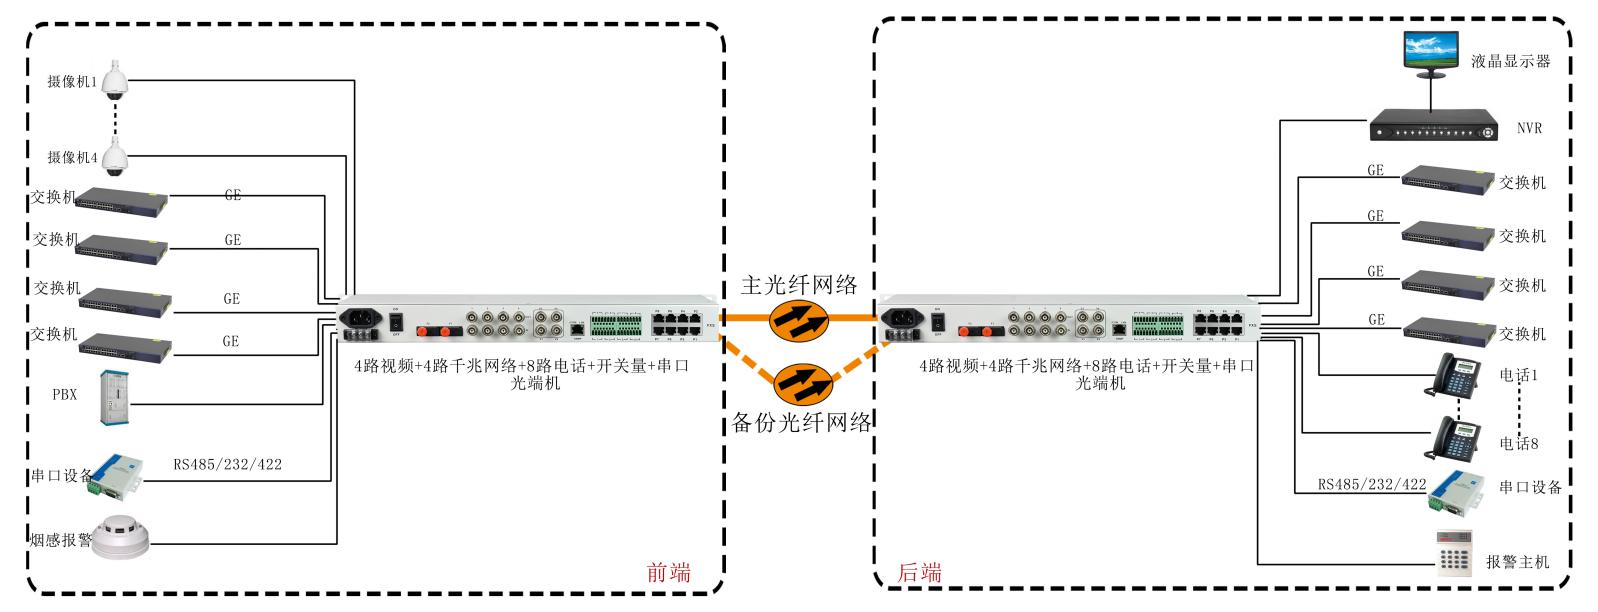 摄像机1
摄像机4
交换机
GE
交换机
GE
交换机
GE
交换机
GE
PBX
串口设备
RS485/232/422
烟感报警
4路视频+4路千兆网络+8路电话+开关量+串口
光端机
前端
主光纤网络
备份光纤网络
液晶显示器
NVR
GE
交换机
GE
交换机
GE
交换机
GE
交换机
4路视频+4路千兆网络+8路电话+开关量+串口
光端机
电话1
电话8
RS485/232/422
串口设备
报警主机
后端